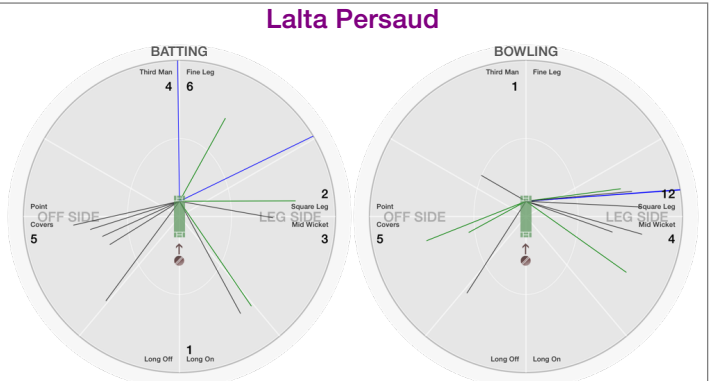 Lalta Persaud
BATTING
Third Man Fine Leg
4 6
2
Point Square Leg
OFF SIDE LEG SIDE
Covers Mid Wicket
5 3
1
Long Off Long On
BOWLING
Third Man Fine Leg
1
12
Point Square Leg
OFF SIDE LEG SIDE
Covers Mid Wicket
5 4
Long Off Long On